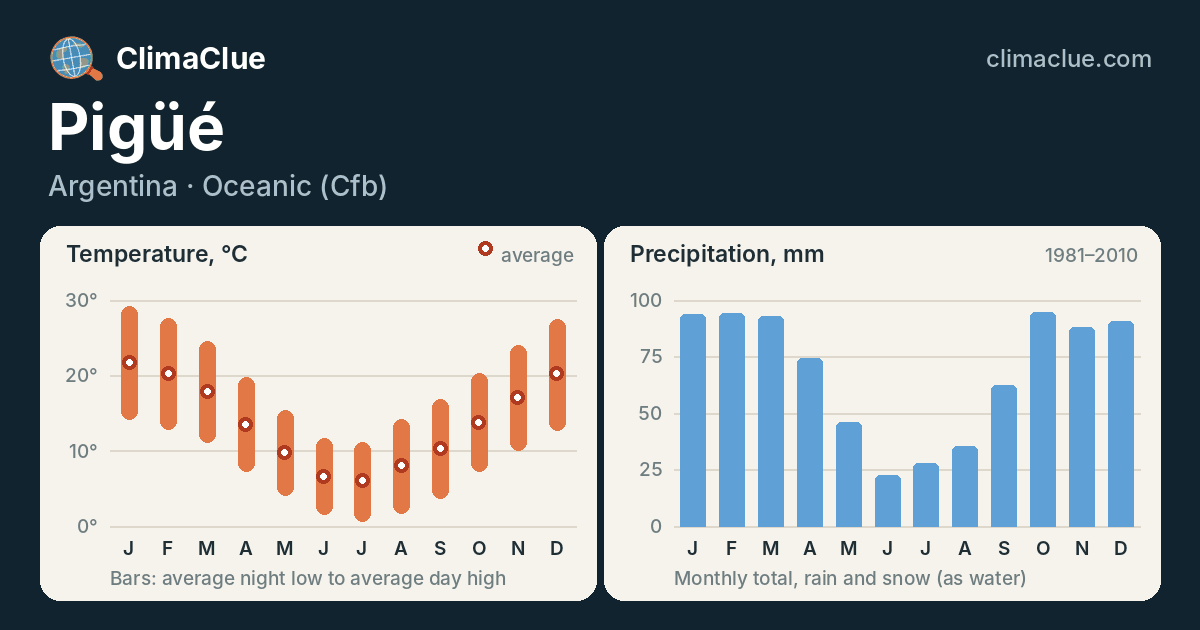 ClimaClue
climaclue.com
Pigüé
Argentina · Oceanic (Cfb)
Temperature, °C
average
30°
20°
10°
0°
J F M A M J J A S O N D
Bars: average night low to average day high
Precipitation, mm
1981–2010
100
75
50
25
0
J F M A M J J A S O N D
Monthly total, rain and snow (as water)